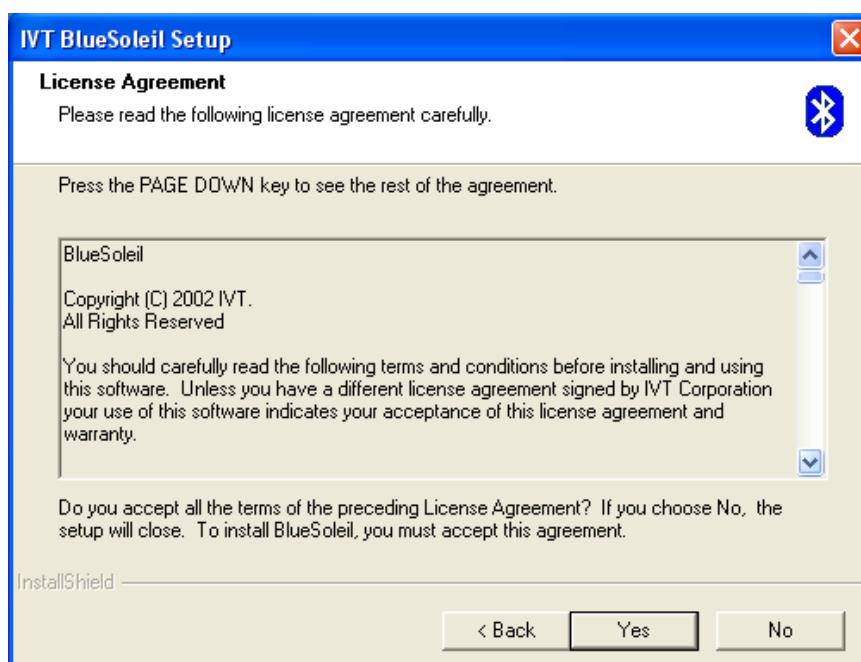 IVT BlueSoleil Setup
License Agreement
Please read the following license agreement carefully.
Press the PAGE DOWN key to see the rest of the agreement.
BlueSoleil
Copyright (C) 2002 IVT.
All Rights Reserved
You should carefully read the following terms and conditions before installing and using
this software.  Unless you have a different license agreement signed by IVT Corporation
your use of this software indicates your acceptance of this license agreement and
warranty.
Do you accept all the terms of the preceding License Agreement?  If you choose No,  the
setup will close.  To install BlueSoleil, you must accept this agreement.
InstallShield
< Back Yes No